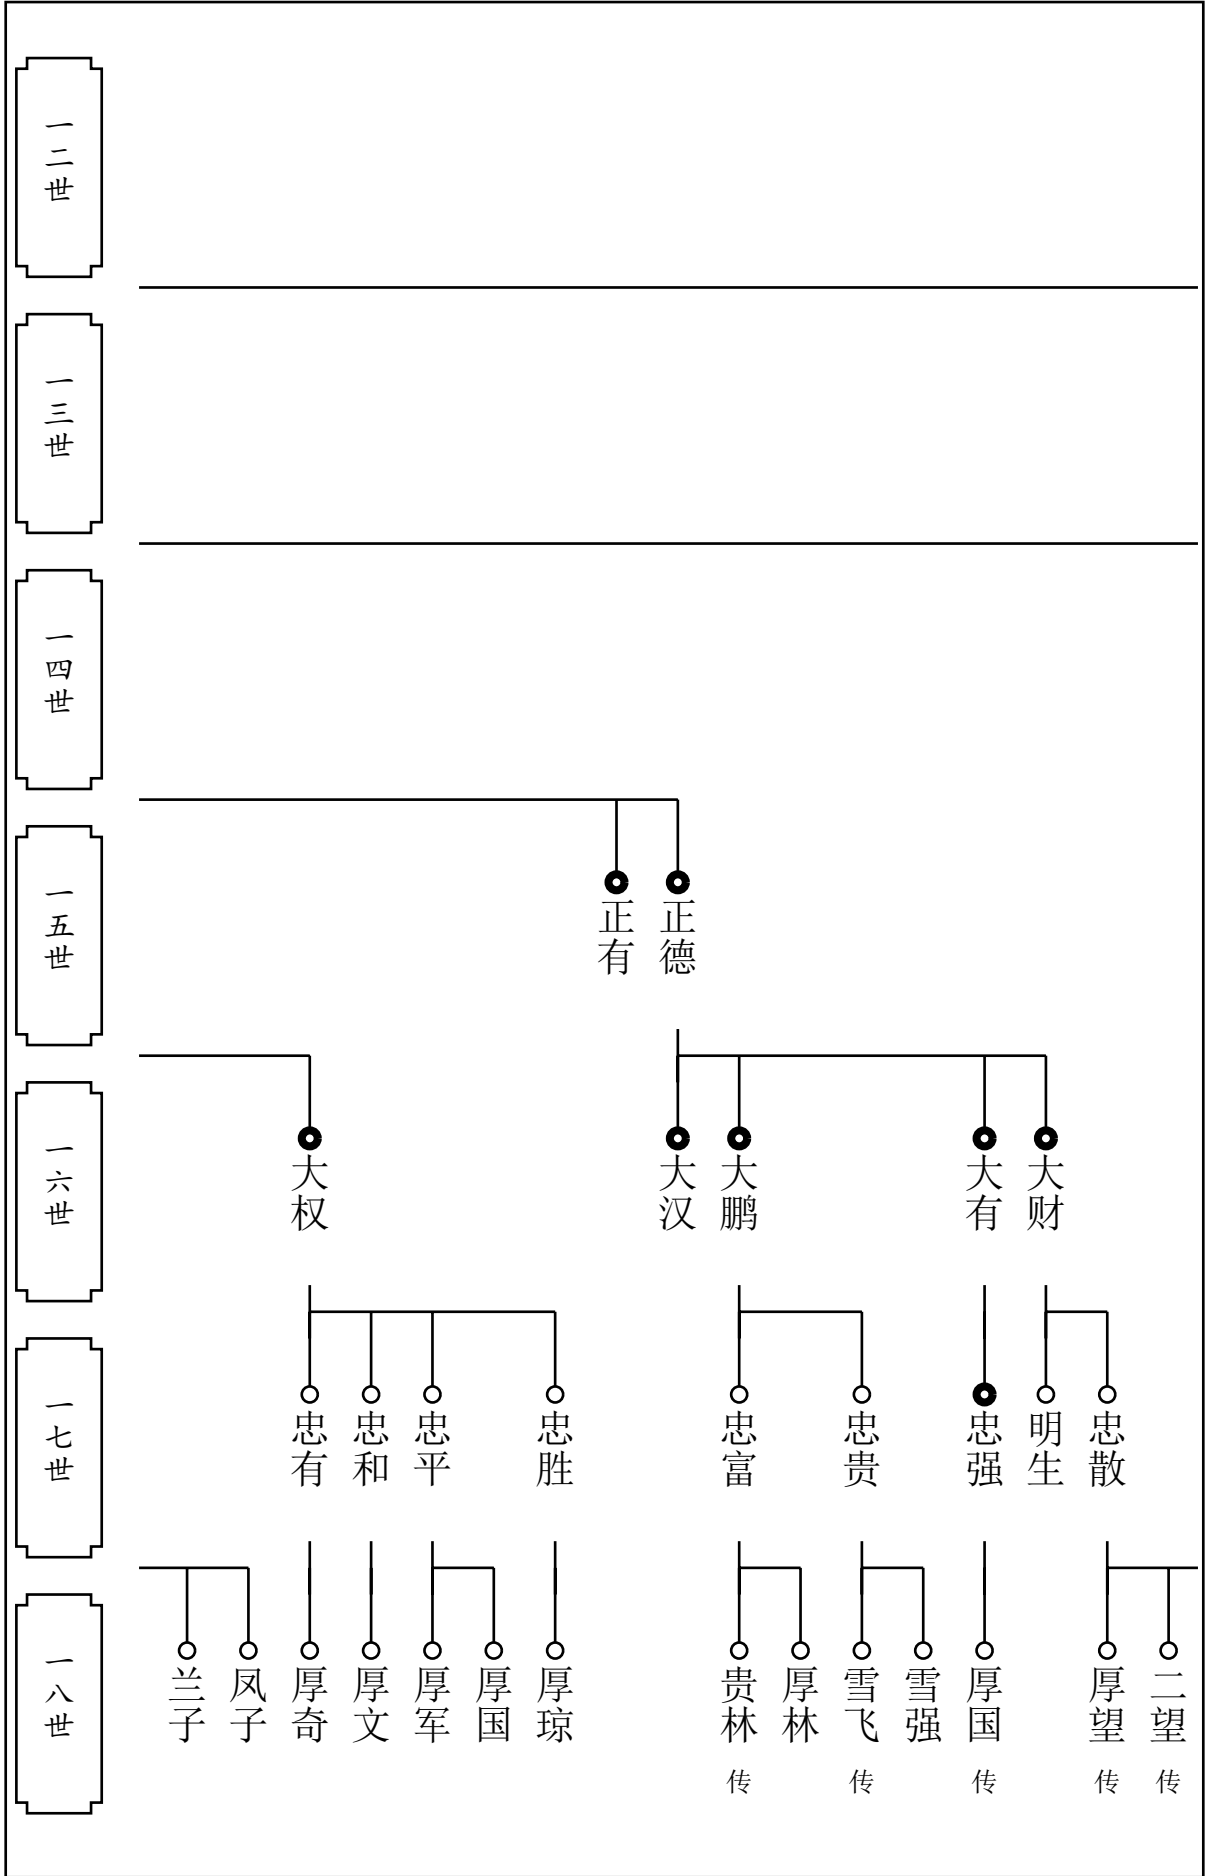 一二世
一三世
一四世
一五世
正德
正有
一六世
大财
大有
大鹏
大汉
大权
一七世
忠散
明生
忠强
忠贵
忠富
忠胜
忠平
忠和
忠有
一八世
二望
传
厚望
传
厚国
传
雪强
雪飞
传
厚林
贵林
传
厚琼
厚国
厚军
厚文
厚奇
凤子
兰子